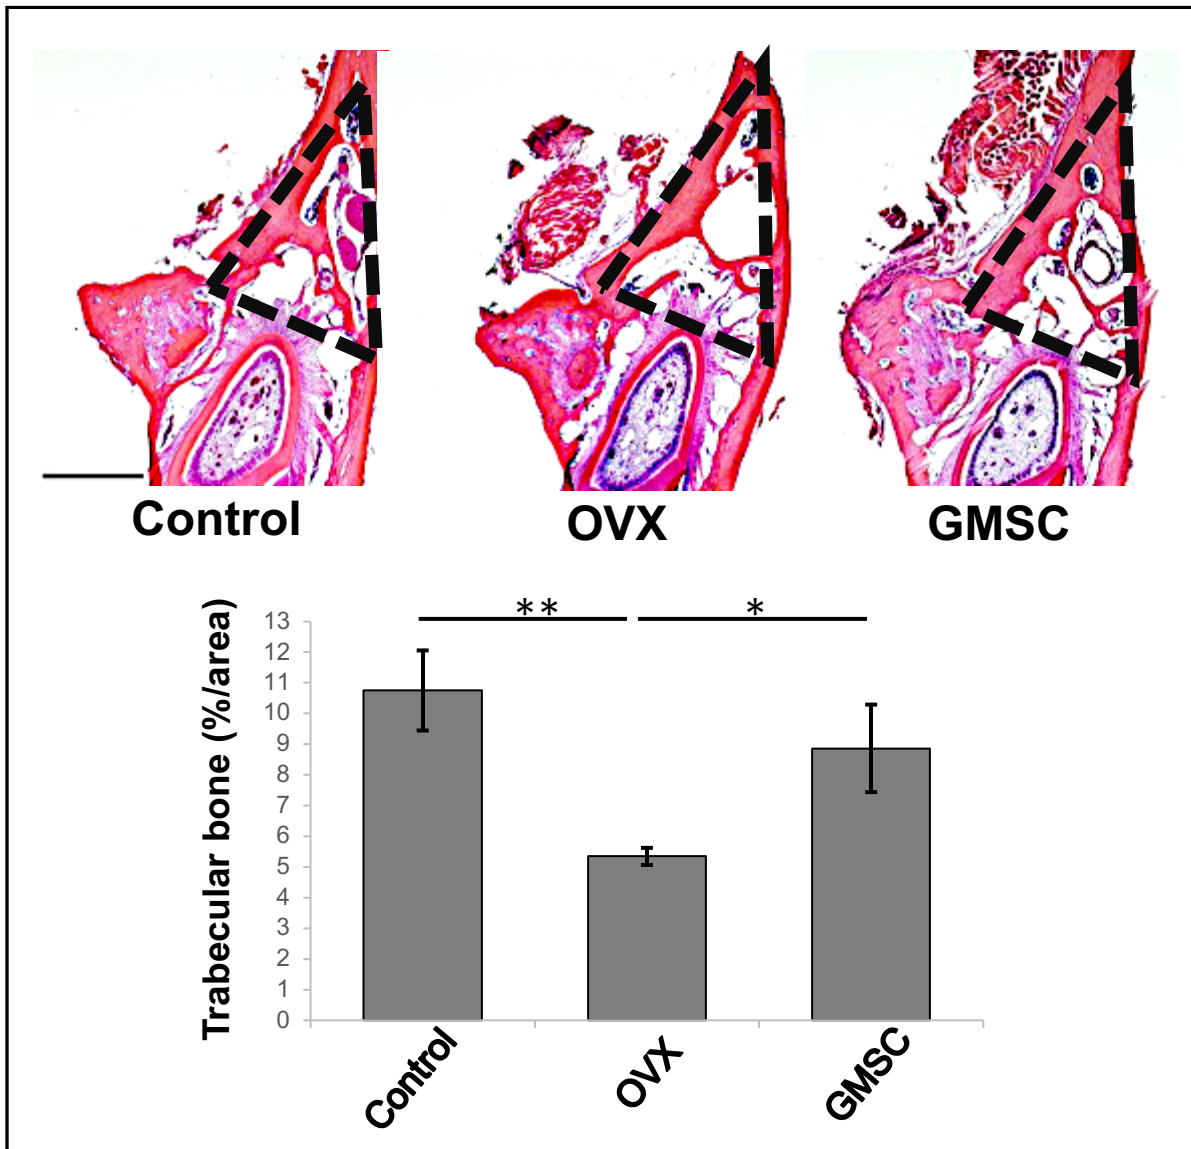 Control
OVX
GMSC
**
*
Trabecular bone (%/area)
13
12
11
10
9
8
7
6
5
4
3
2
1
0
Control
OVX
GMSC